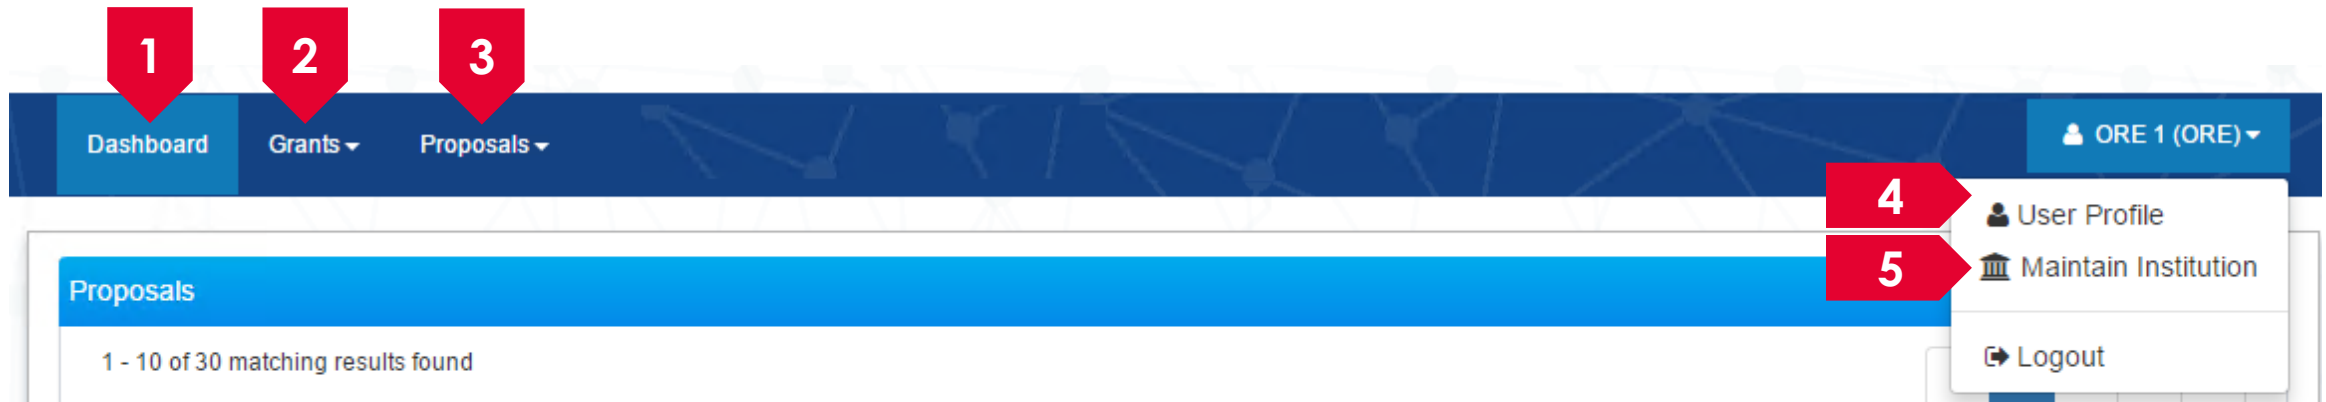 1 2 3
Dashboard Grants Proposals ORE 1 (ORE)
4 User Profile
5 Maintain Institution
Proposals
1 - 10 of 30 matching results found
Logout